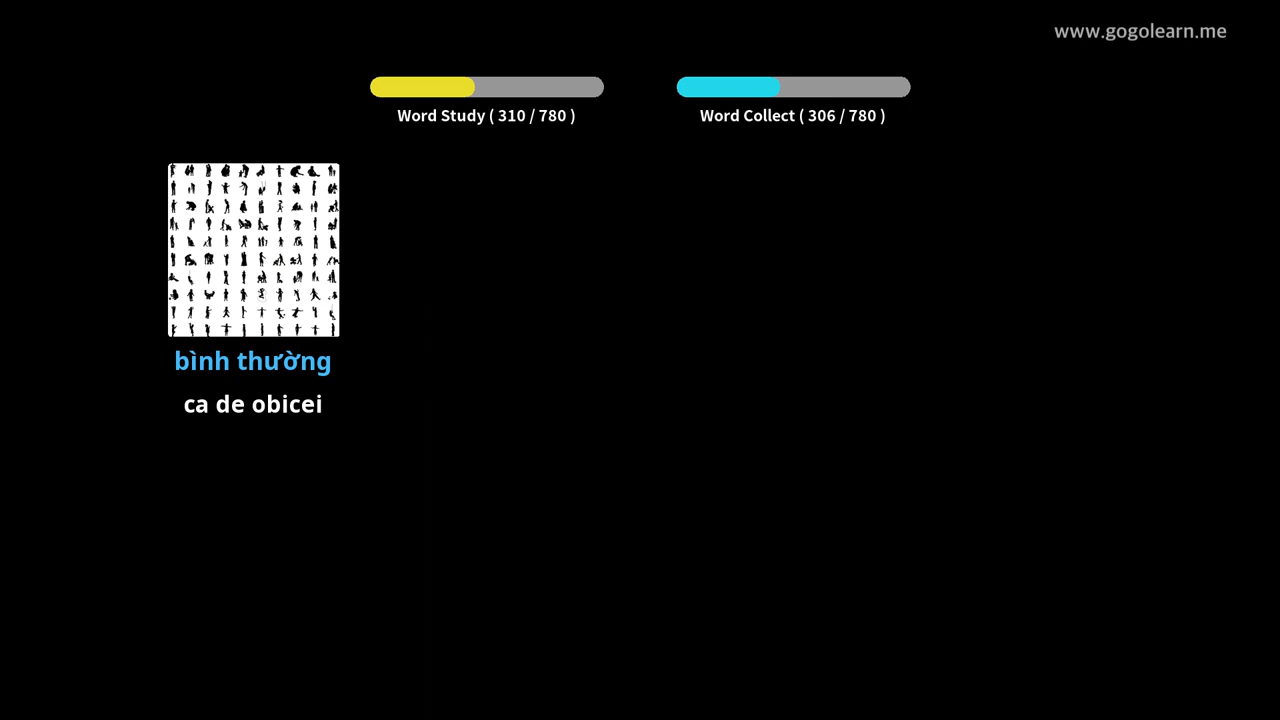 www.gogolearn.me
Word Study ( 310 / 780 )
Word Collect ( 306 / 780 )
bình thường
ca de obicei